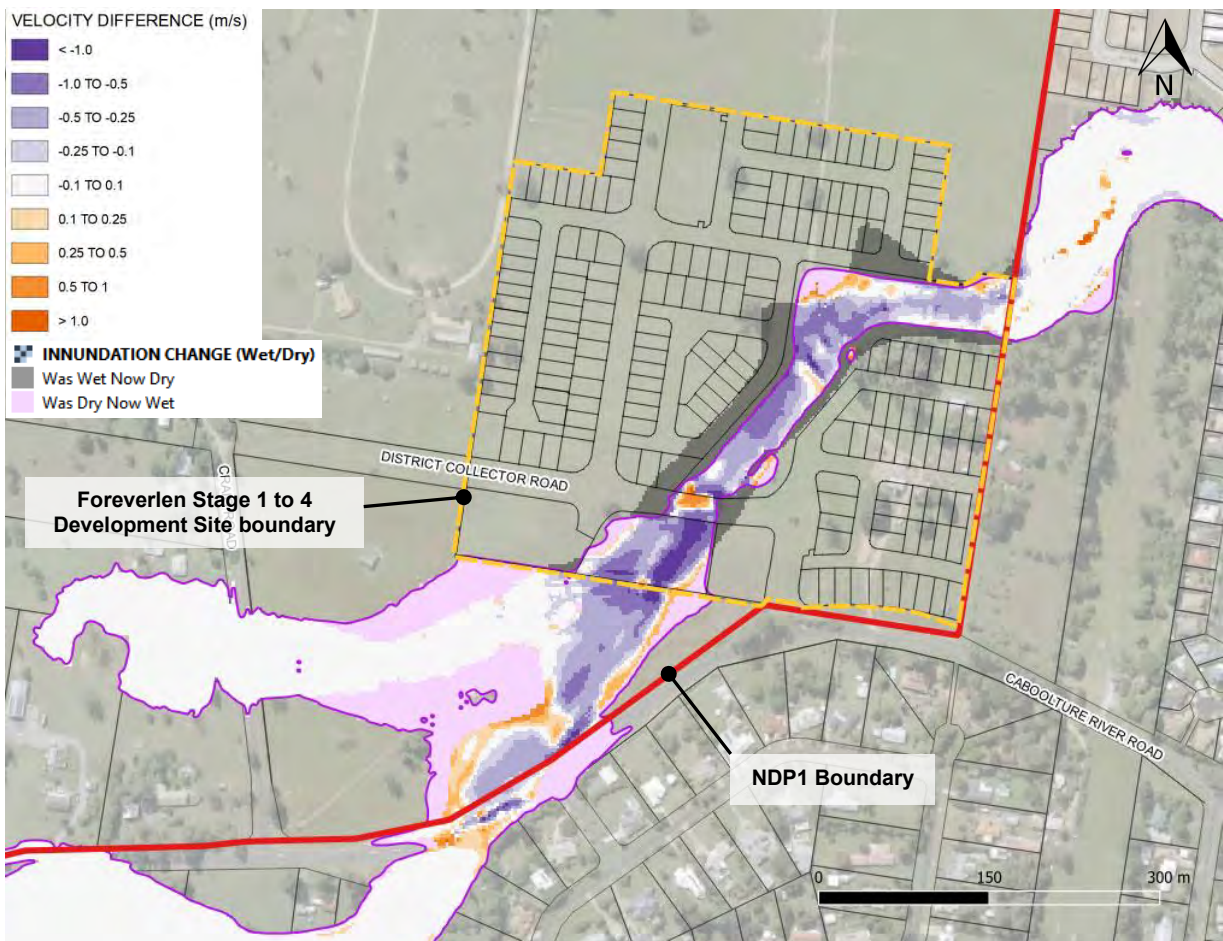 VELOCITY DIFFERENCE (m/s)
< -1.0
-1.0 TO -0.5
-0.5 TO -0.25
-0.25 TO -0.1
-0.1 TO 0.1
0.1 TO 0.25
0.25 TO 0.5
0.5 TO 1
> 1.0
INNUNDATION CHANGE (Wet/Dry)
Was Wet Now Dry
Was Dry Now Wet
N
DISTRICT COLLECTOR ROAD
Foreverlen Stage 1 to 4
Development Site boundary
CABOOLTURE RIVER ROAD
NDP1 Boundary
0 150 300 m